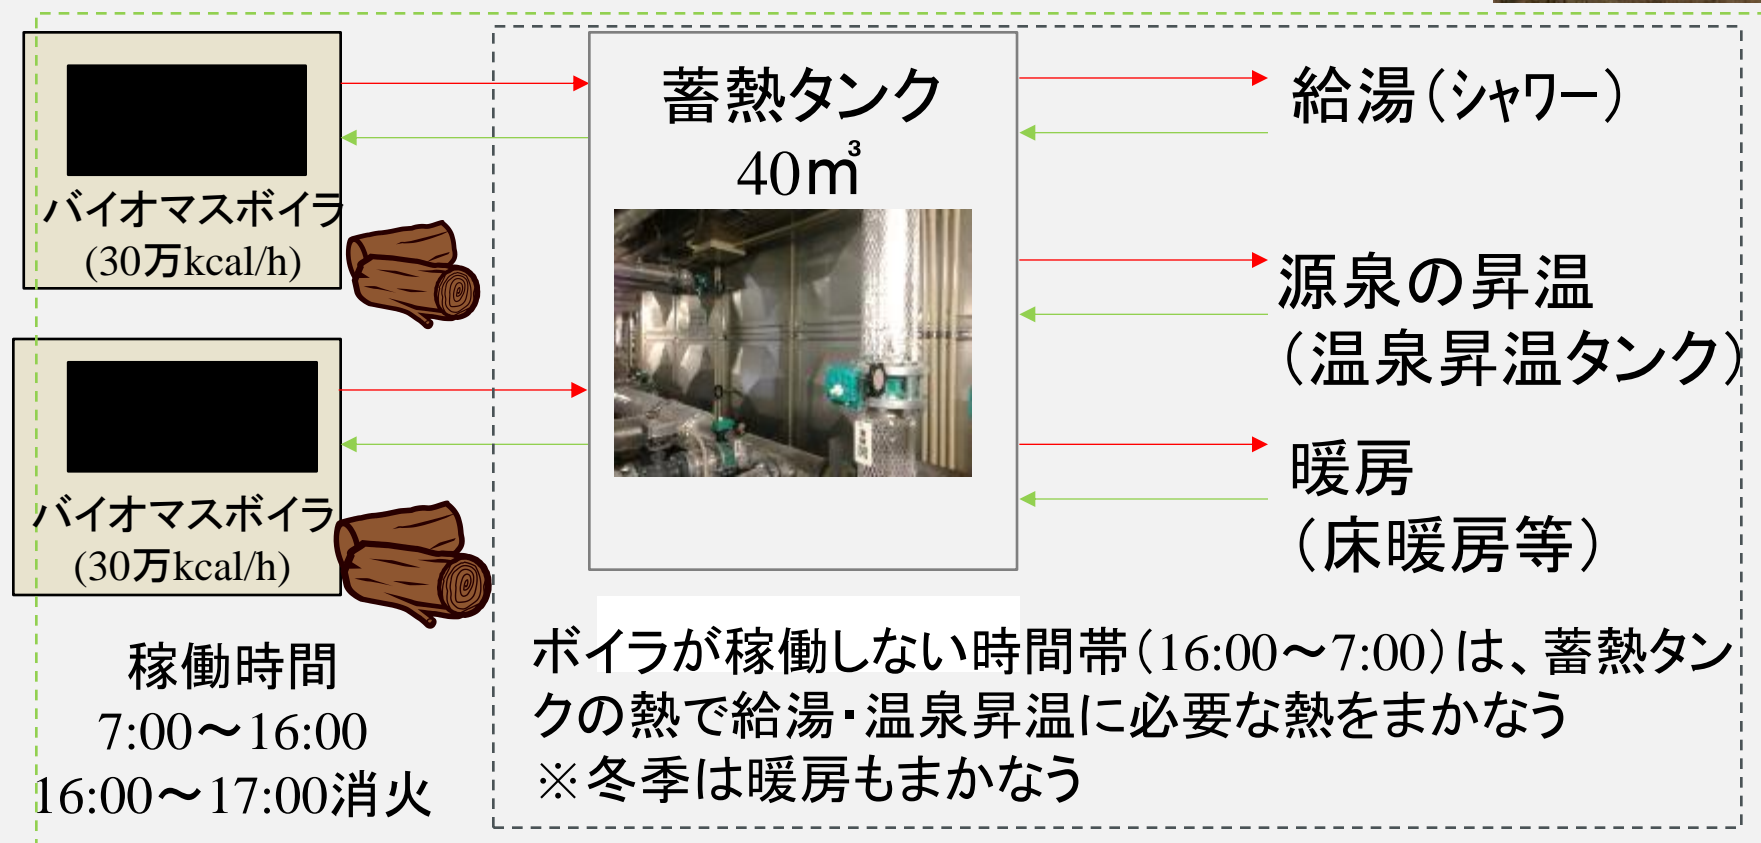 バイオマスボイラ
(30万kcal/h)
バイオマスボイラ
(30万kcal/h)
稼働時間
7:00～16:00
16:00～17:00消火
蓄熱タンク
40㎥
給湯（シャワー）
源泉の昇温
（温泉昇温タンク）
暖房
（床暖房等）
ボイラが稼働しない時間帯（16:00～7:00）は、蓄熱タン
クの熱で給湯・温泉昇温に必要な熱をまかなう
※冬季は暖房もまかなう